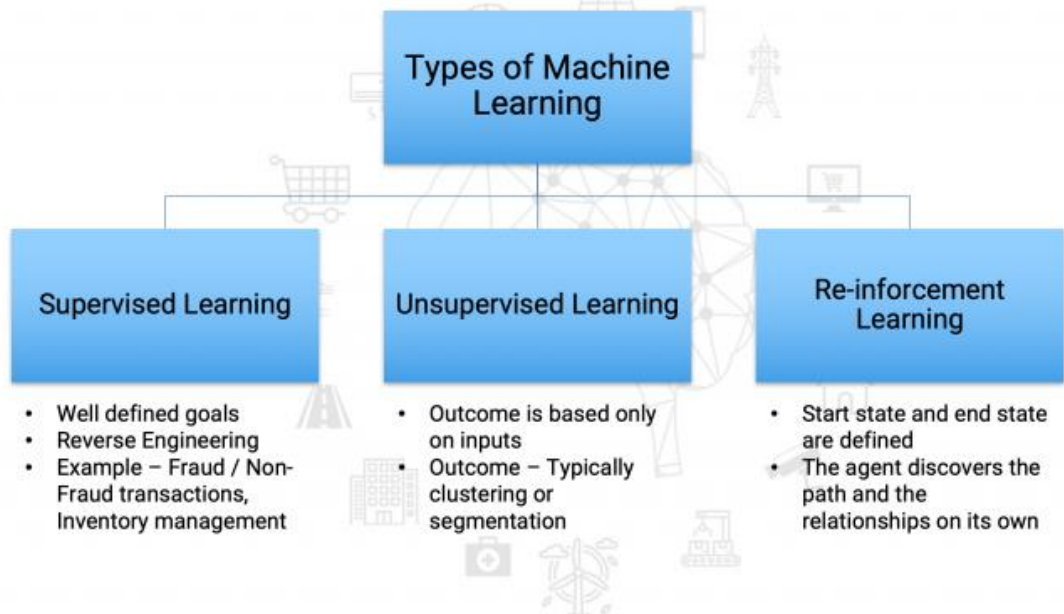 Types of Machine
Learning
Supervised Learning
Unsupervised Learning
Re-inforcement
Learning
• Well defined goals
• Reverse Engineering
• Example – Fraud / Non-
Fraud transactions,
Inventory management
• Outcome is based only
on inputs
• Outcome – Typically
clustering or
segmentation
• Start state and end state
are defined
• The agent discovers the
path and the
relationships on its own